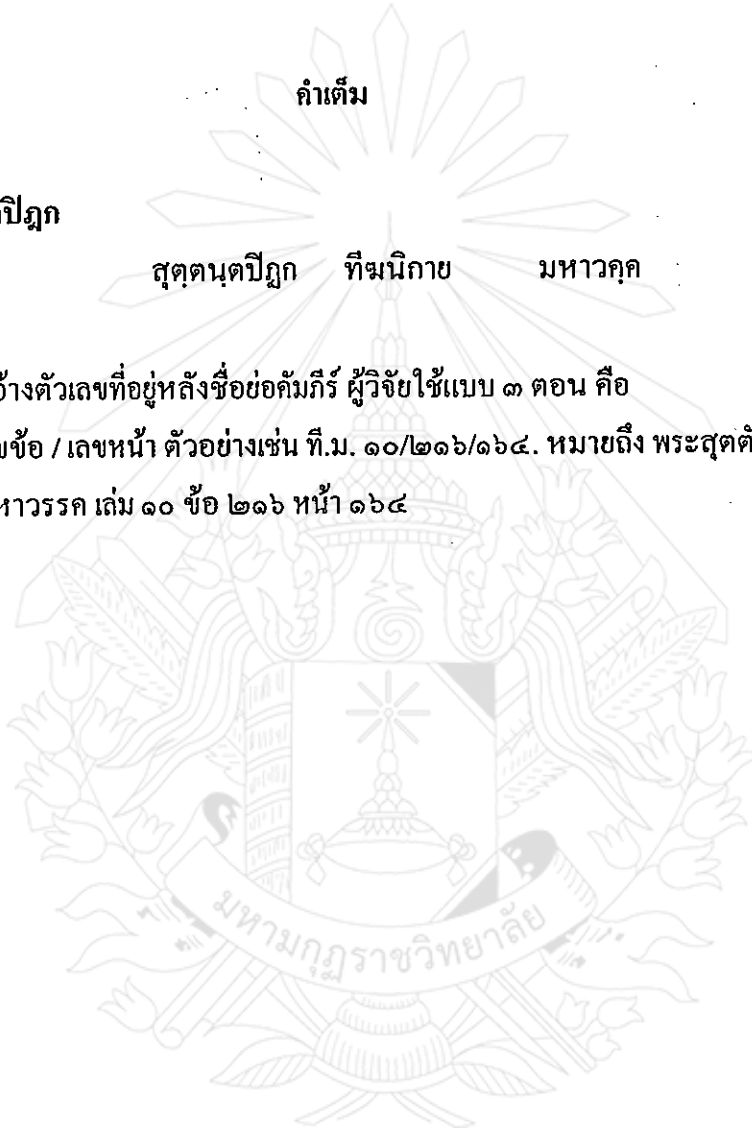 คำเต็ม
ปิฎก
สุตฺตนฺตปีฎก ทีฆนิกาย มหาวคฺค
อ้างตัวเลขที่อยู่หลังชื่อย่อคัมภีร์ ผู้วิจัยใช้แบบ ๓ ตอน คือ
ขข้อ / เลขหน้า ตัวอย่างเช่น ที.ม. ๑๐/๒๑๖/๑๖๔. หมายถึง พระสุตตั
หาวรรค เล่ม ๑๐ ข้อ ๒๑๖ หน้า ๑๖๔
มหามกุฏราชวิทยาลัย